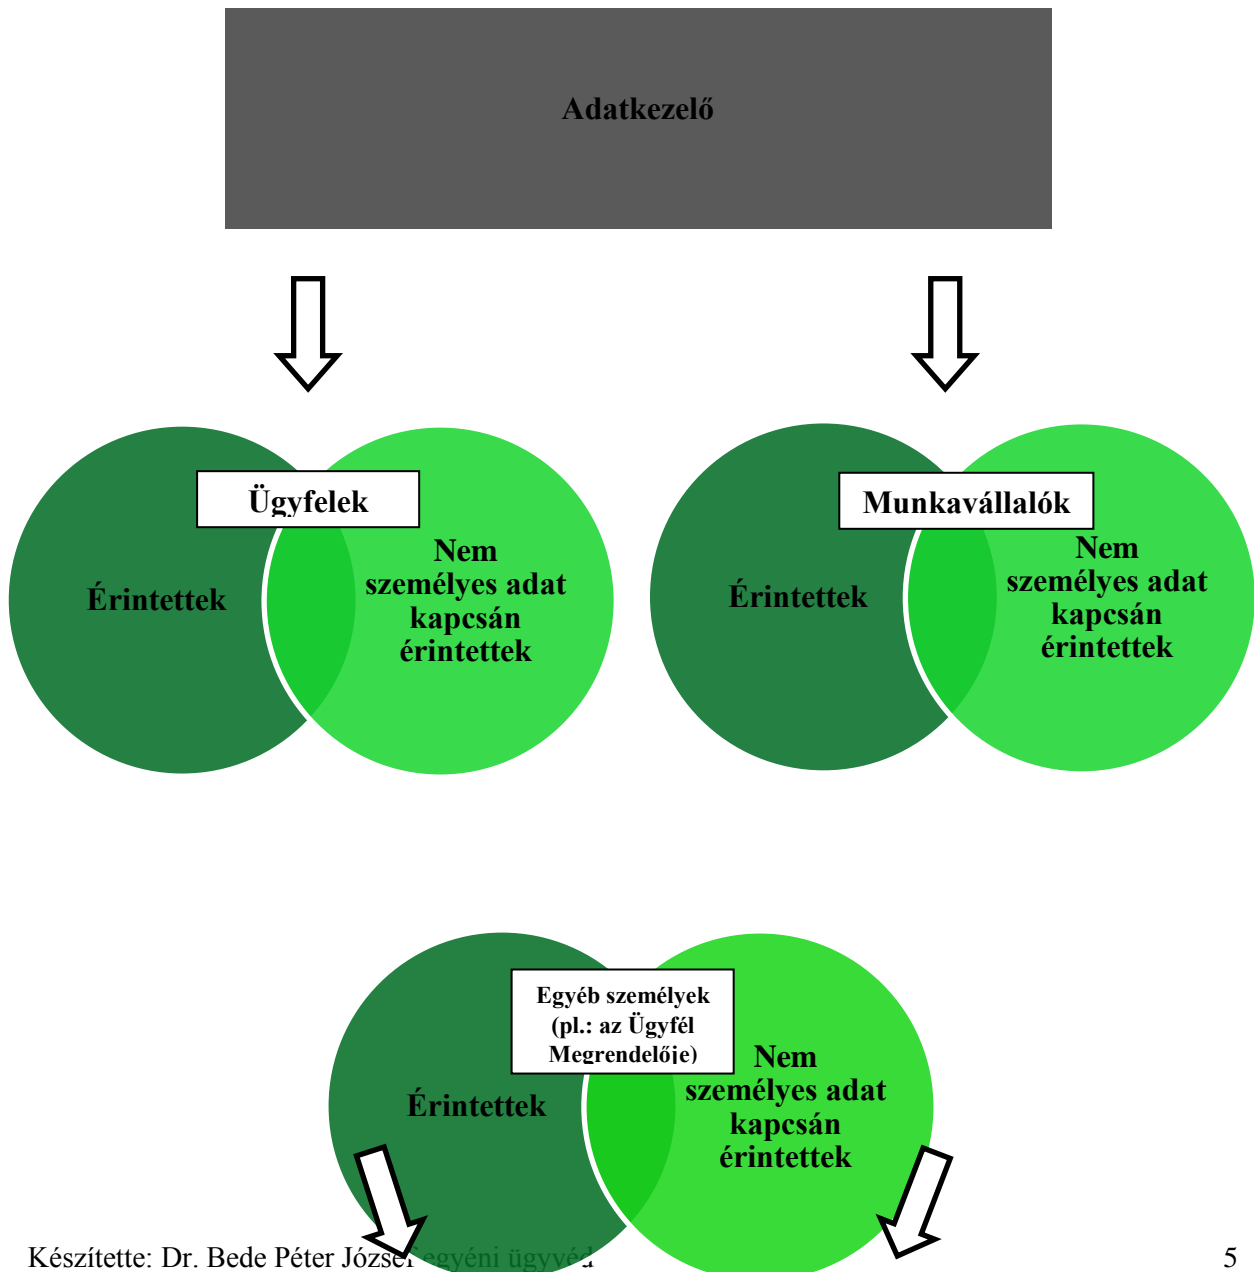 Adatkezelő
Ügyfelek
Érintettek
Nem
személyes adat
kapcsán
érintettek
Munkavállalók
Érintettek
Nem
személyes adat
kapcsán
érintettek
Egyéb személyek
(pl.: az Ügyfél
Megrendelője)
Érintettek
Nem
személyes adat
kapcsán
érintettek
Készítette: Dr. Bede Péter József egyéni ügyvéd
5